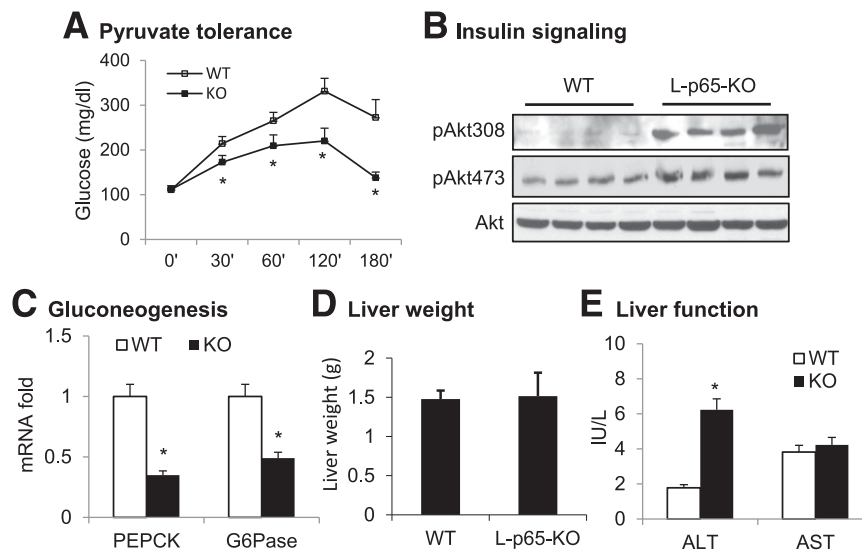 A Pyruvate tolerance
400
300
200
100
0
Glucose (mg/dl)
WT
KO
*
*
*
*
0' 30' 60' 120' 180'
B Insulin signaling
WT L-p65-KO
pAkt308
pAkt473
Akt
C Gluconeogenesis
1.5
1
0.5
0
mRNA fold
WT KO
*
*
PEPCK G6Pase
D Liver weight
2
1.5
1
0.5
0
Liver weight (g)
WT L-p65-KO
E Liver function
10
8
6
4
2
0
IU/L
WT
KO
*
ALT AST